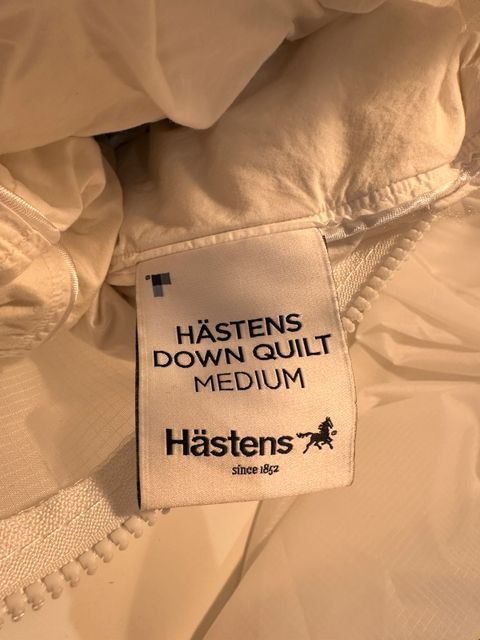 HÄSTENS
DOWN QUILT
MEDIUM
Hästens
since 1852